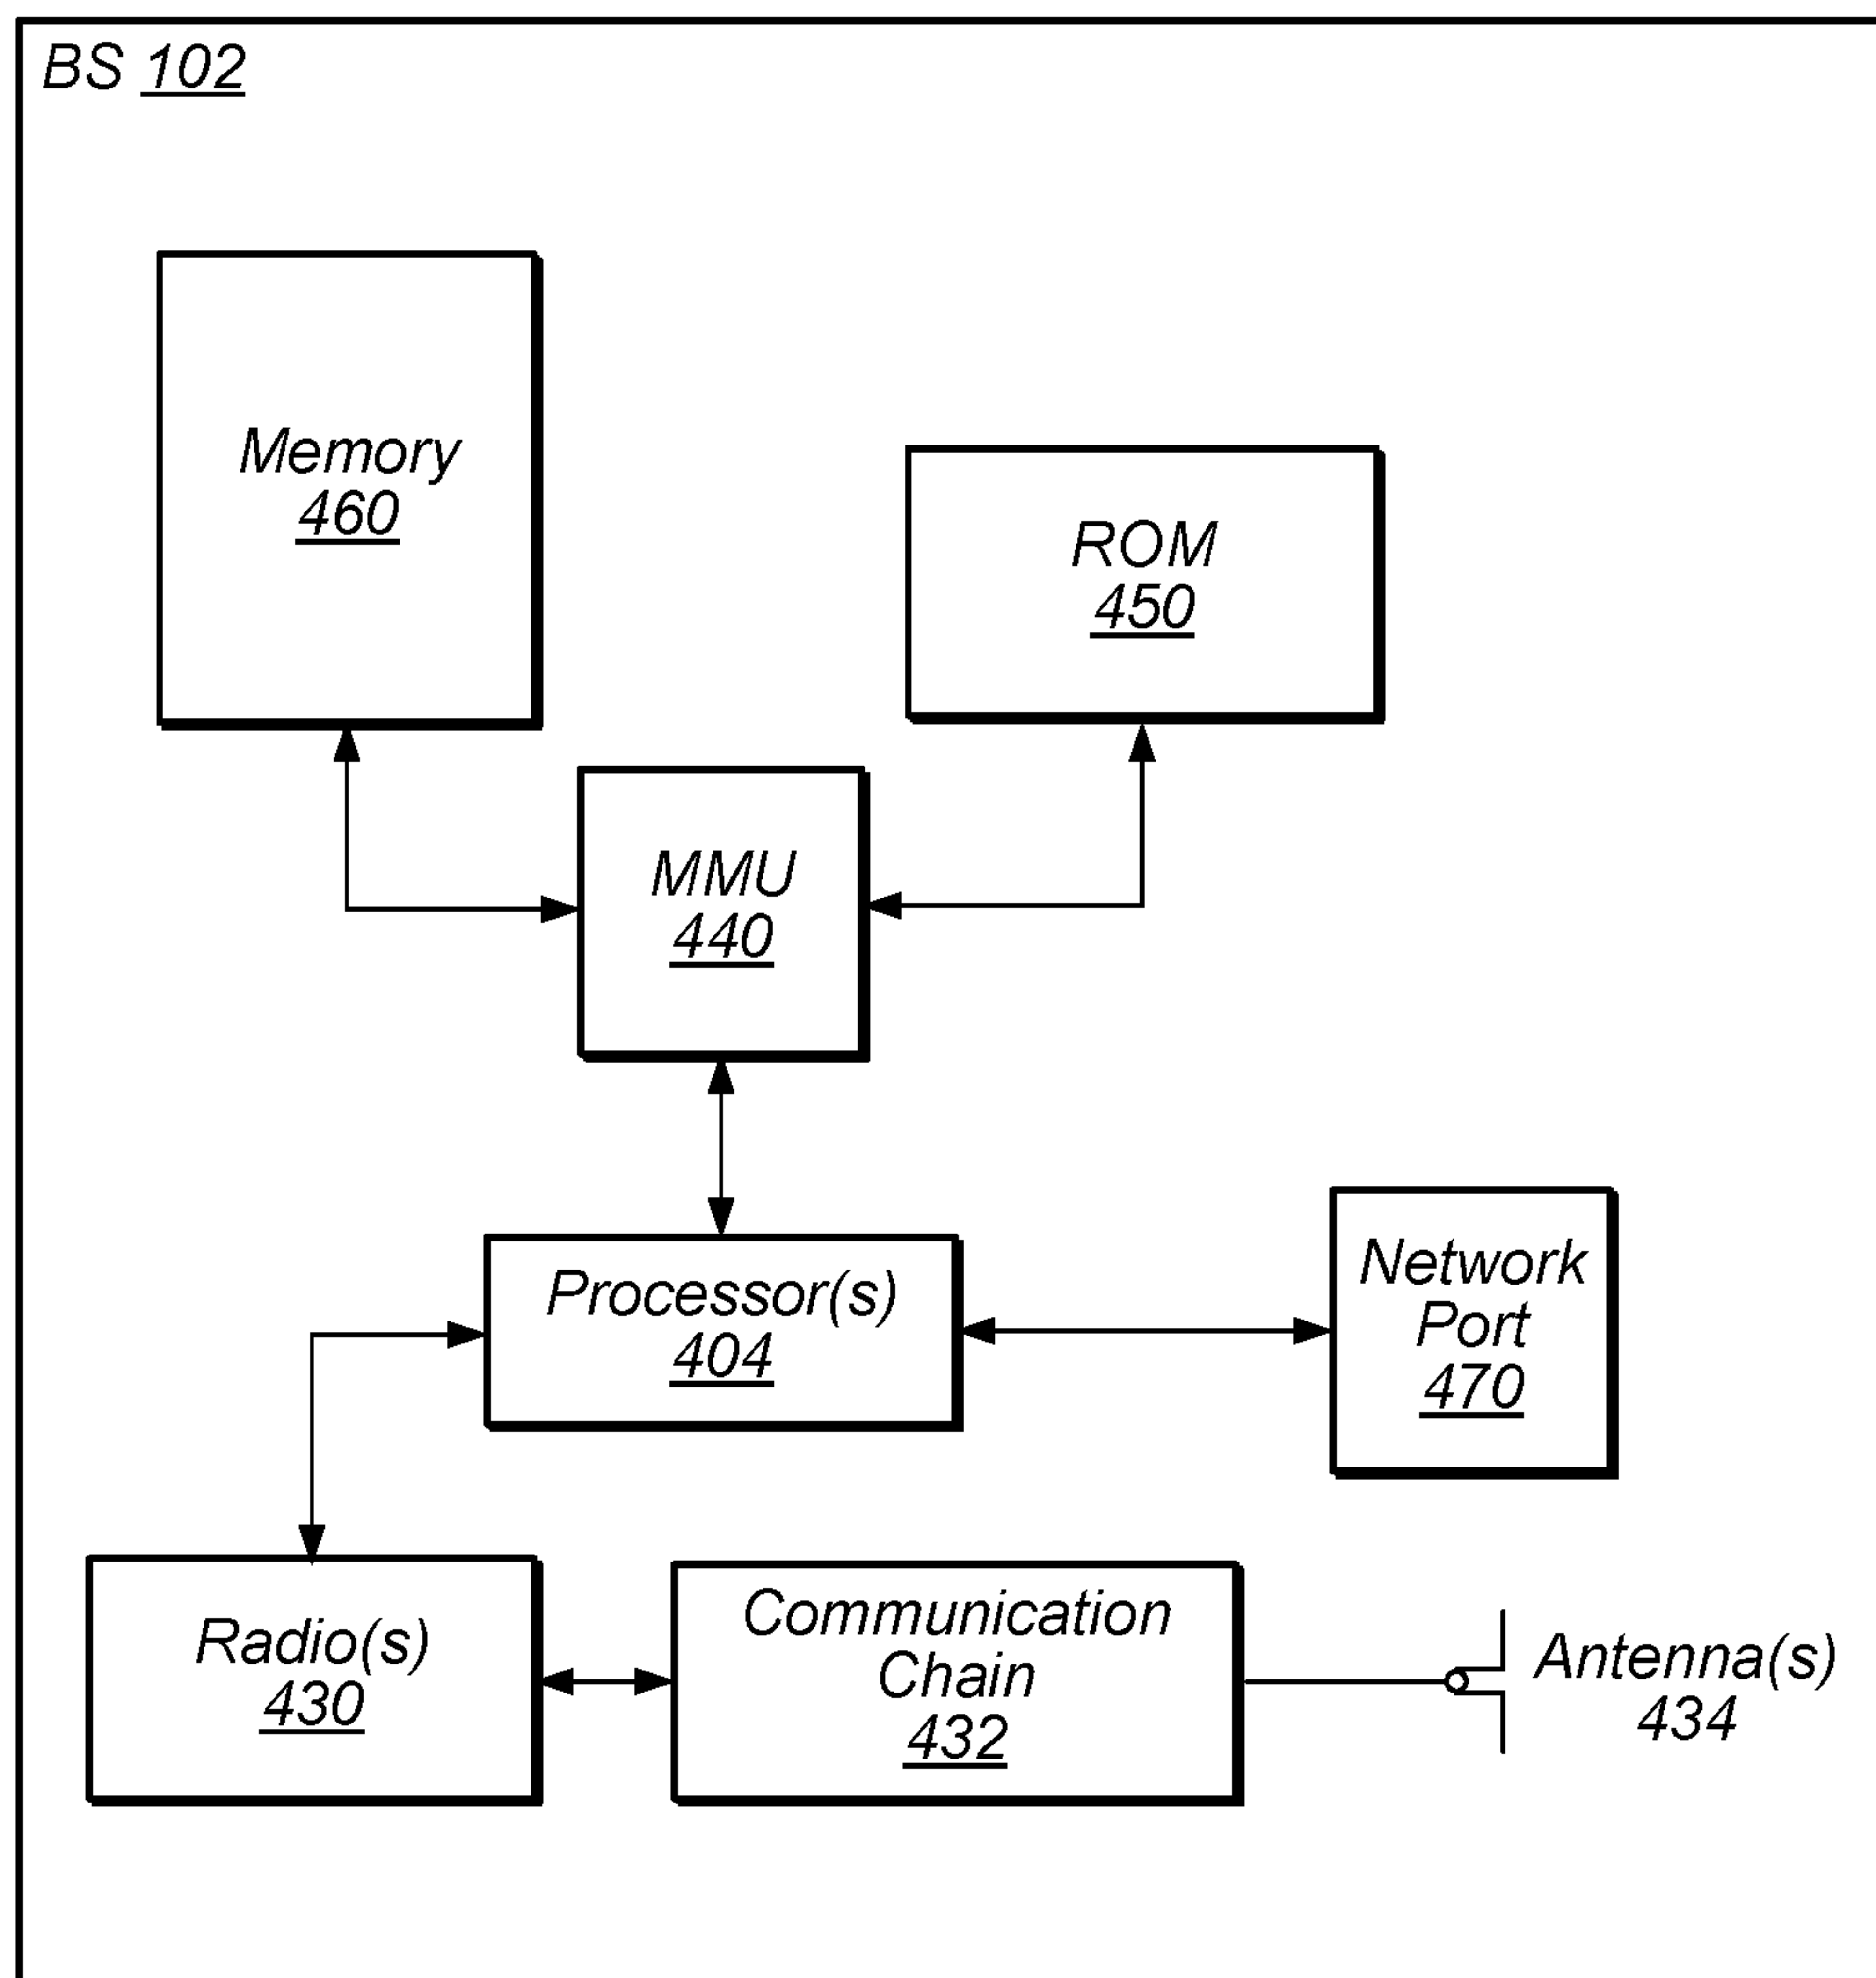 BS 102
Memory
460
ROM
450
MMU
440
Processor(s)
404
Network
Port
470
Radio(s)
430
Communication
Chain
432
Antenna(s)
434